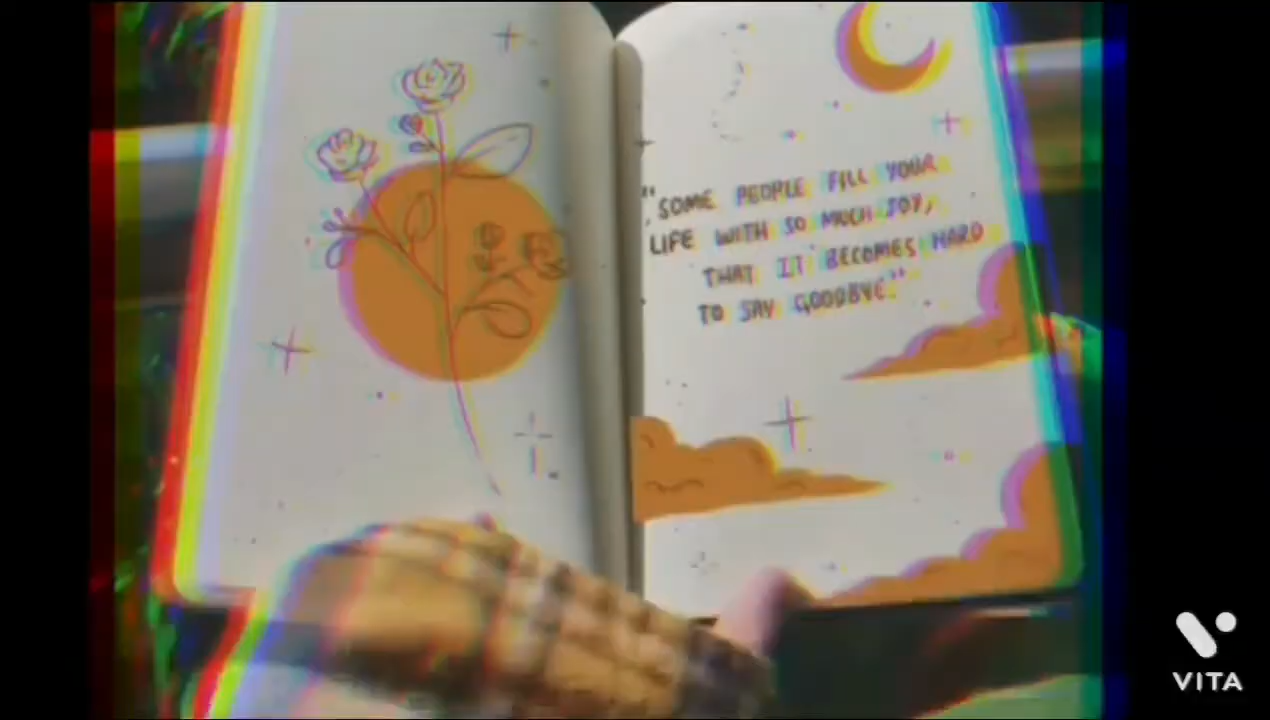 "SOME PEOPLE FILL YOUR
LIFE WITH SO MUCH JOY,
THAT IT BECOMES HARD
TO SAY GOODBYE."
VITA